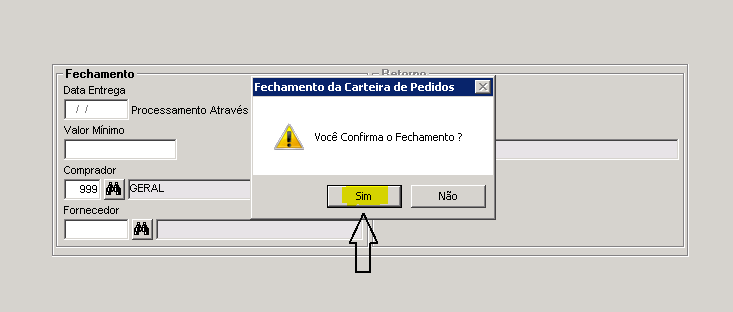 Fechamento
Retorno
Data Entrega
/ /
Processamento Através
Valor Mínimo
Comprador
999
GERAL
Fornecedor
Fechamento da Carteira de Pedidos
Você Confirma o Fechamento ?
Sim
Não